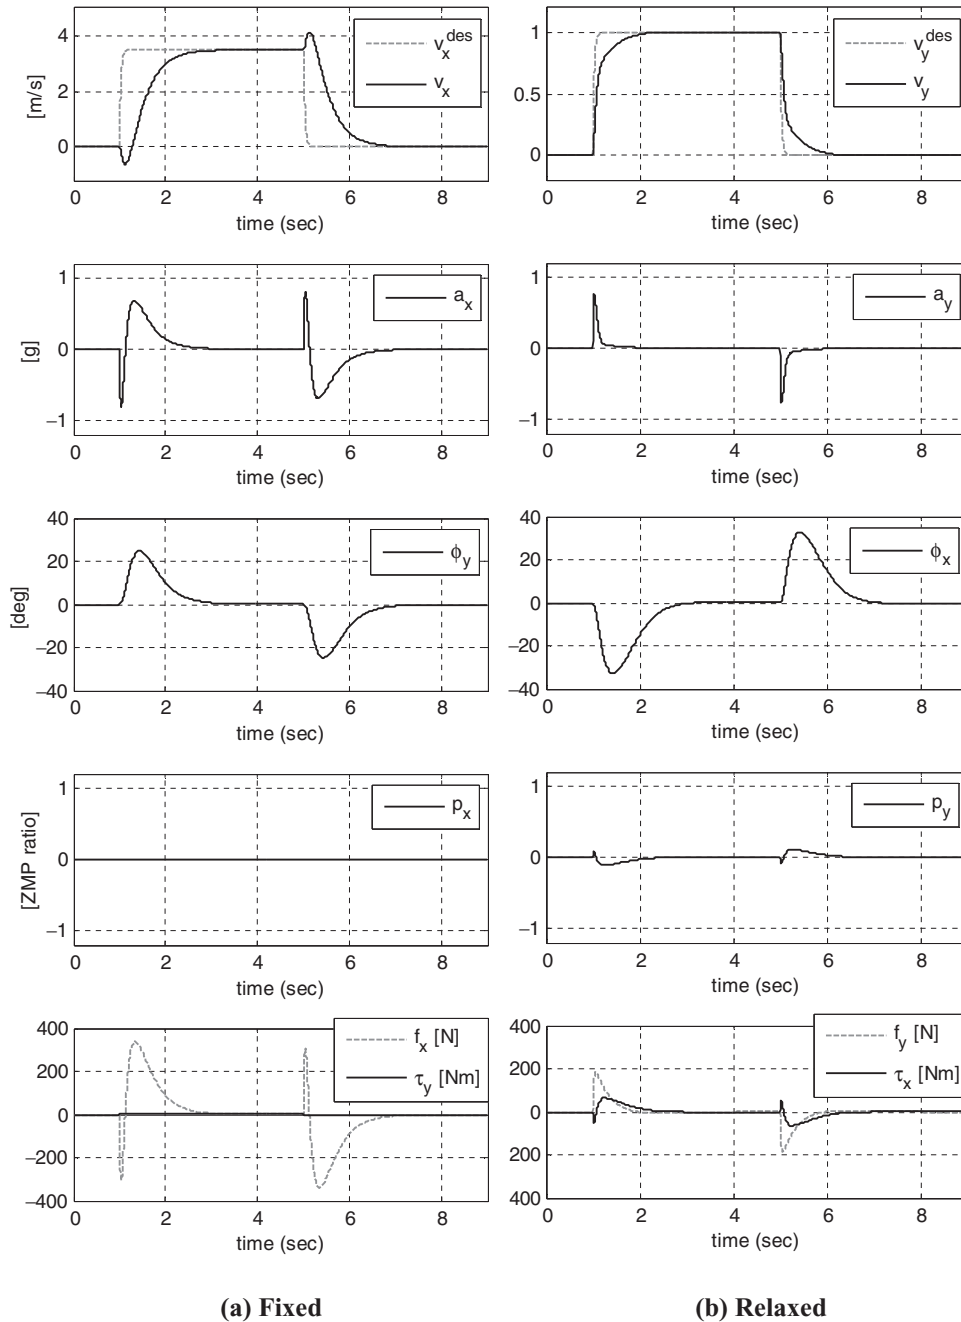 [m/s]
4
2
0
v_x^des
v_x
0 2 4 6 8
time (sec)
1
0.5
0
v_y^des
v_y
0 2 4 6 8
time (sec)
[g]
1
0
−1
a_x
0 2 4 6 8
time (sec)
1
0
−1
a_y
0 2 4 6 8
time (sec)
[deg]
40
20
0
−20
−40
ϕ_y
0 2 4 6 8
time (sec)
40
20
0
−20
−40
ϕ_x
0 2 4 6 8
time (sec)
[ZMP ratio]
1
0
−1
p_x
0 2 4 6 8
time (sec)
1
0
−1
p_y
0 2 4 6 8
time (sec)
400
200
0
−200
−400
f_x [N]
τ_y [Nm]
0 2 4 6 8
time (sec)
400
200
0
200
400
f_y [N]
τ_x [Nm]
0 2 4 6 8
time (sec)
(a) Fixed
(b) Relaxed